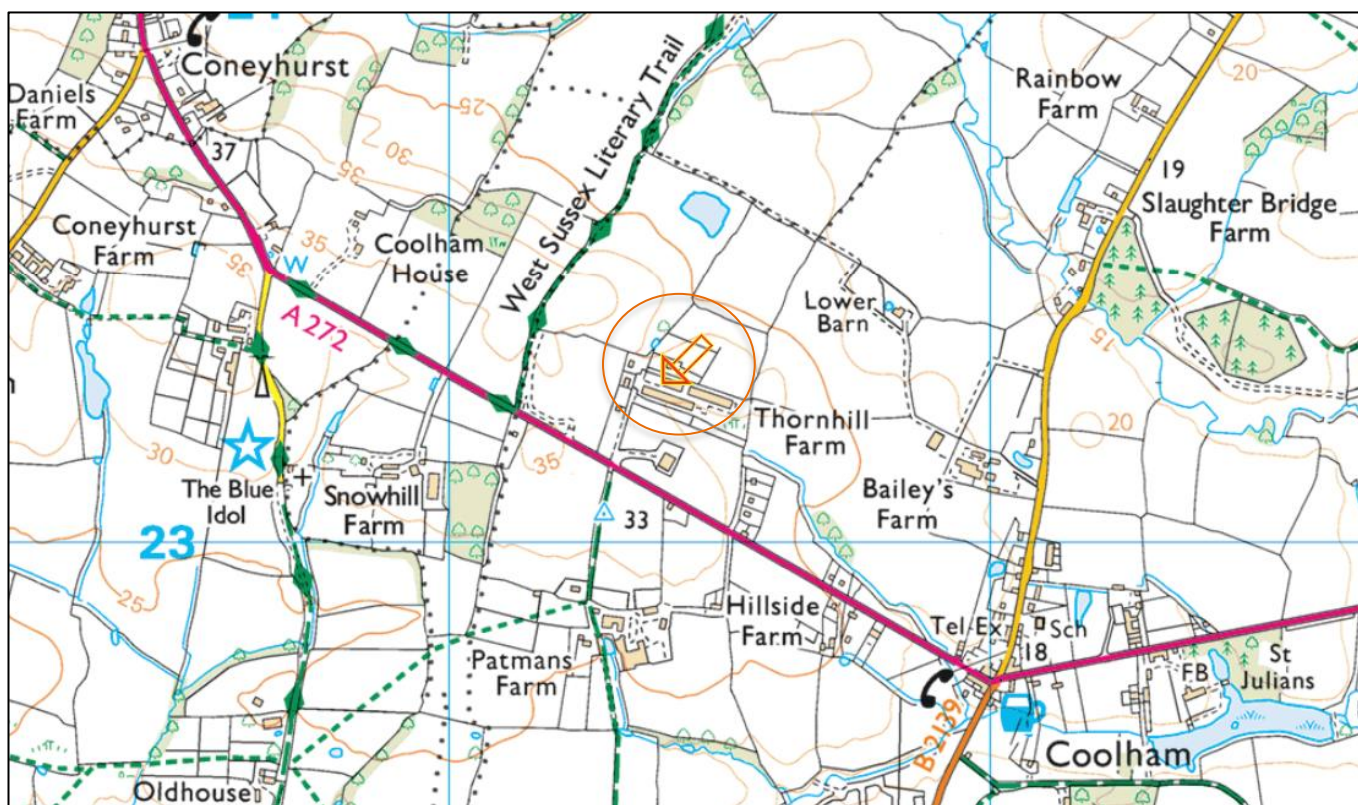 21
Coneyhurst
Daniels
Farm
37
25
30
35
West Sussex Literary Trail
Rainbow
Farm
20
19
Slaughter Bridge
Farm
Coneyhurst
Farm
35
35
W
Coolham
House
A 272
Lower
Barn
15
20
Thornhill
Farm
30
The Blue
Idol
Snowhill
Farm
35
33
Bailey's
Farm
23
25
Hillside
Farm
Patmans
Farm
Tel Ex
Sch
18
FB
St
Julians
B2139
Coolham
Oldhouse